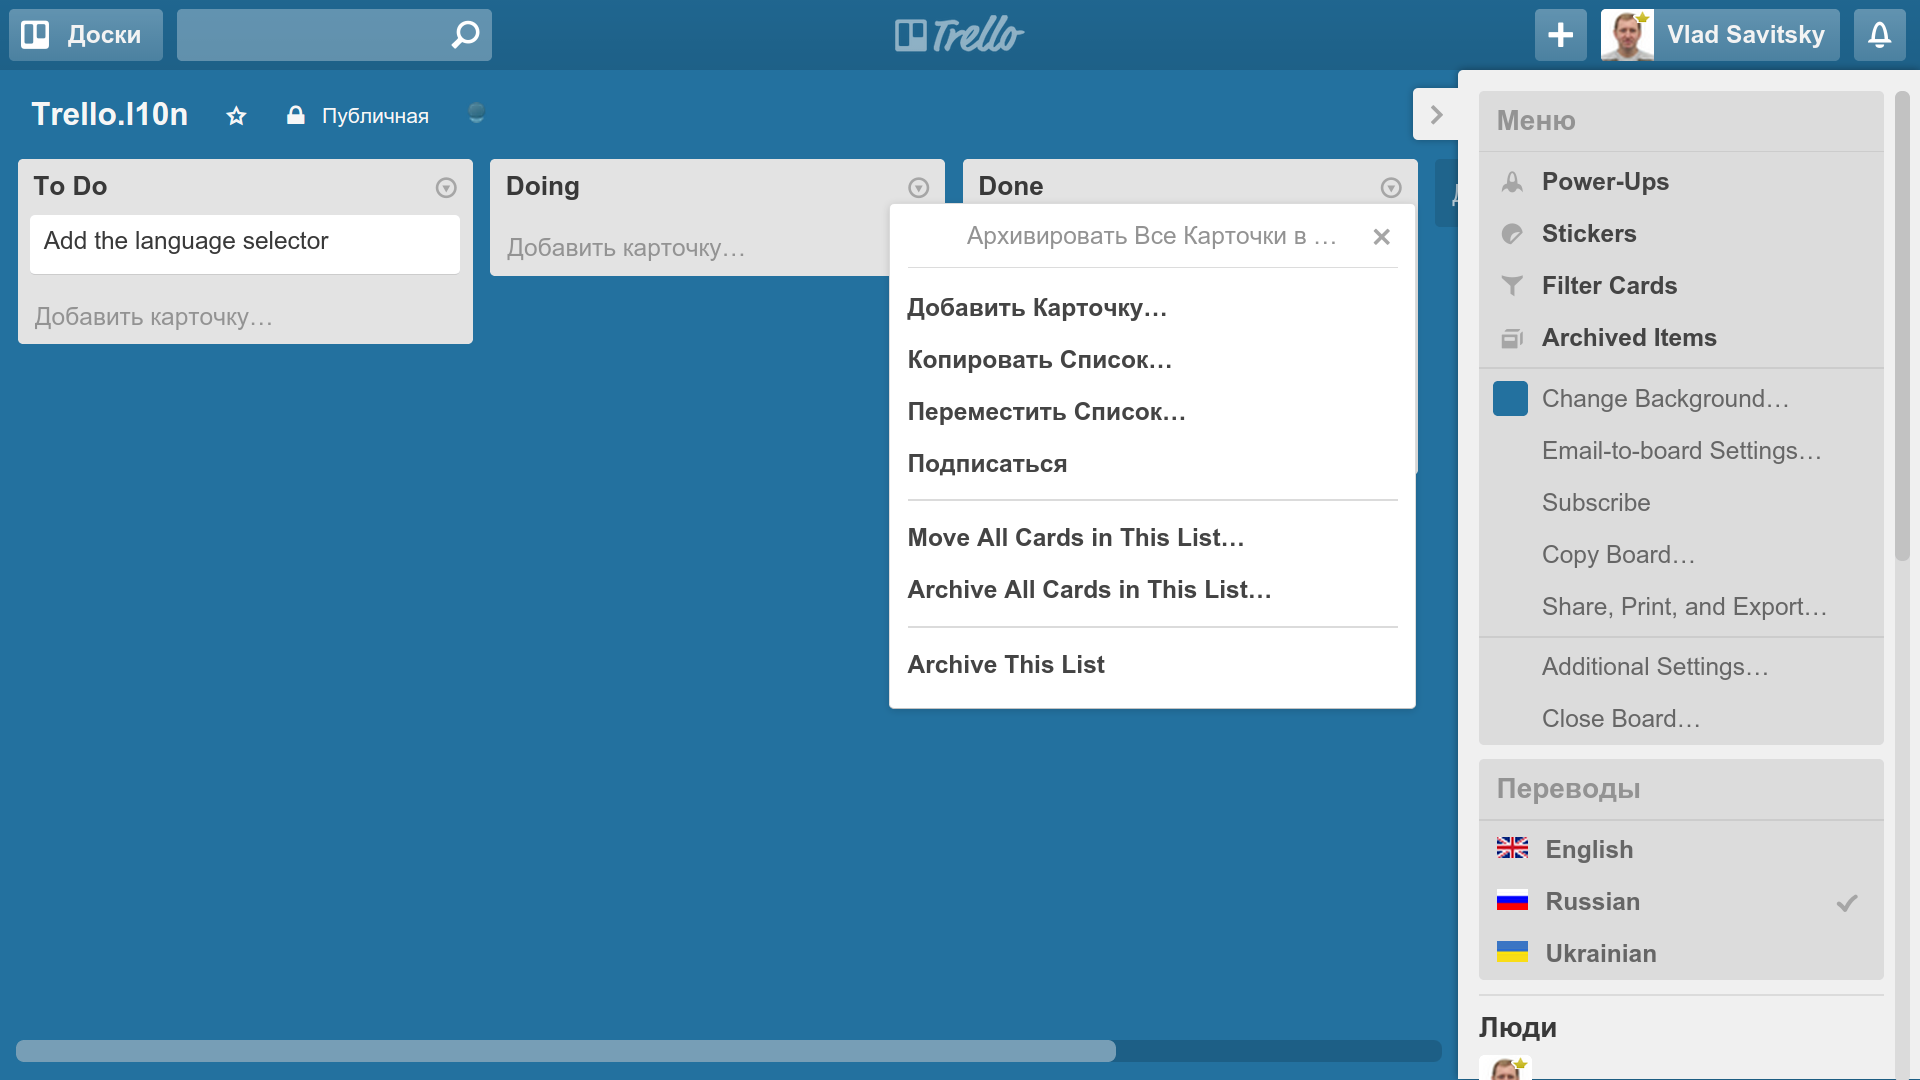 Доски
Trello
Vlad Savitsky
Trello.l10n
Публичная
To Do
Add the language selector
Добавить карточку…
Doing
Добавить карточку…
Done
Архивировать Все Карточки в …
Добавить Карточку…
Копировать Список…
Переместить Список…
Подписаться
Move All Cards in This List…
Archive All Cards in This List…
Archive This List
Меню
Power-Ups
Stickers
Filter Cards
Archived Items
Change Background…
Email-to-board Settings…
Subscribe
Copy Board…
Share, Print, and Export…
Additional Settings…
Close Board…
Переводы
English
Russian
Ukrainian
Люди